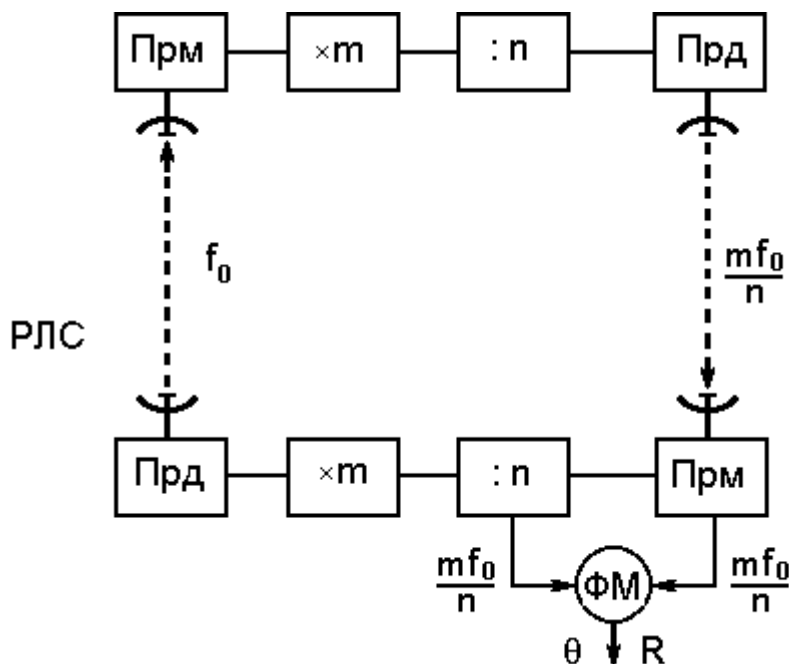 Прм ×m : n Прд
f₀
mf₀
n
РЛС
Прд ×m : n Прм
mf₀
n
ФМ
mf₀
n
θ R